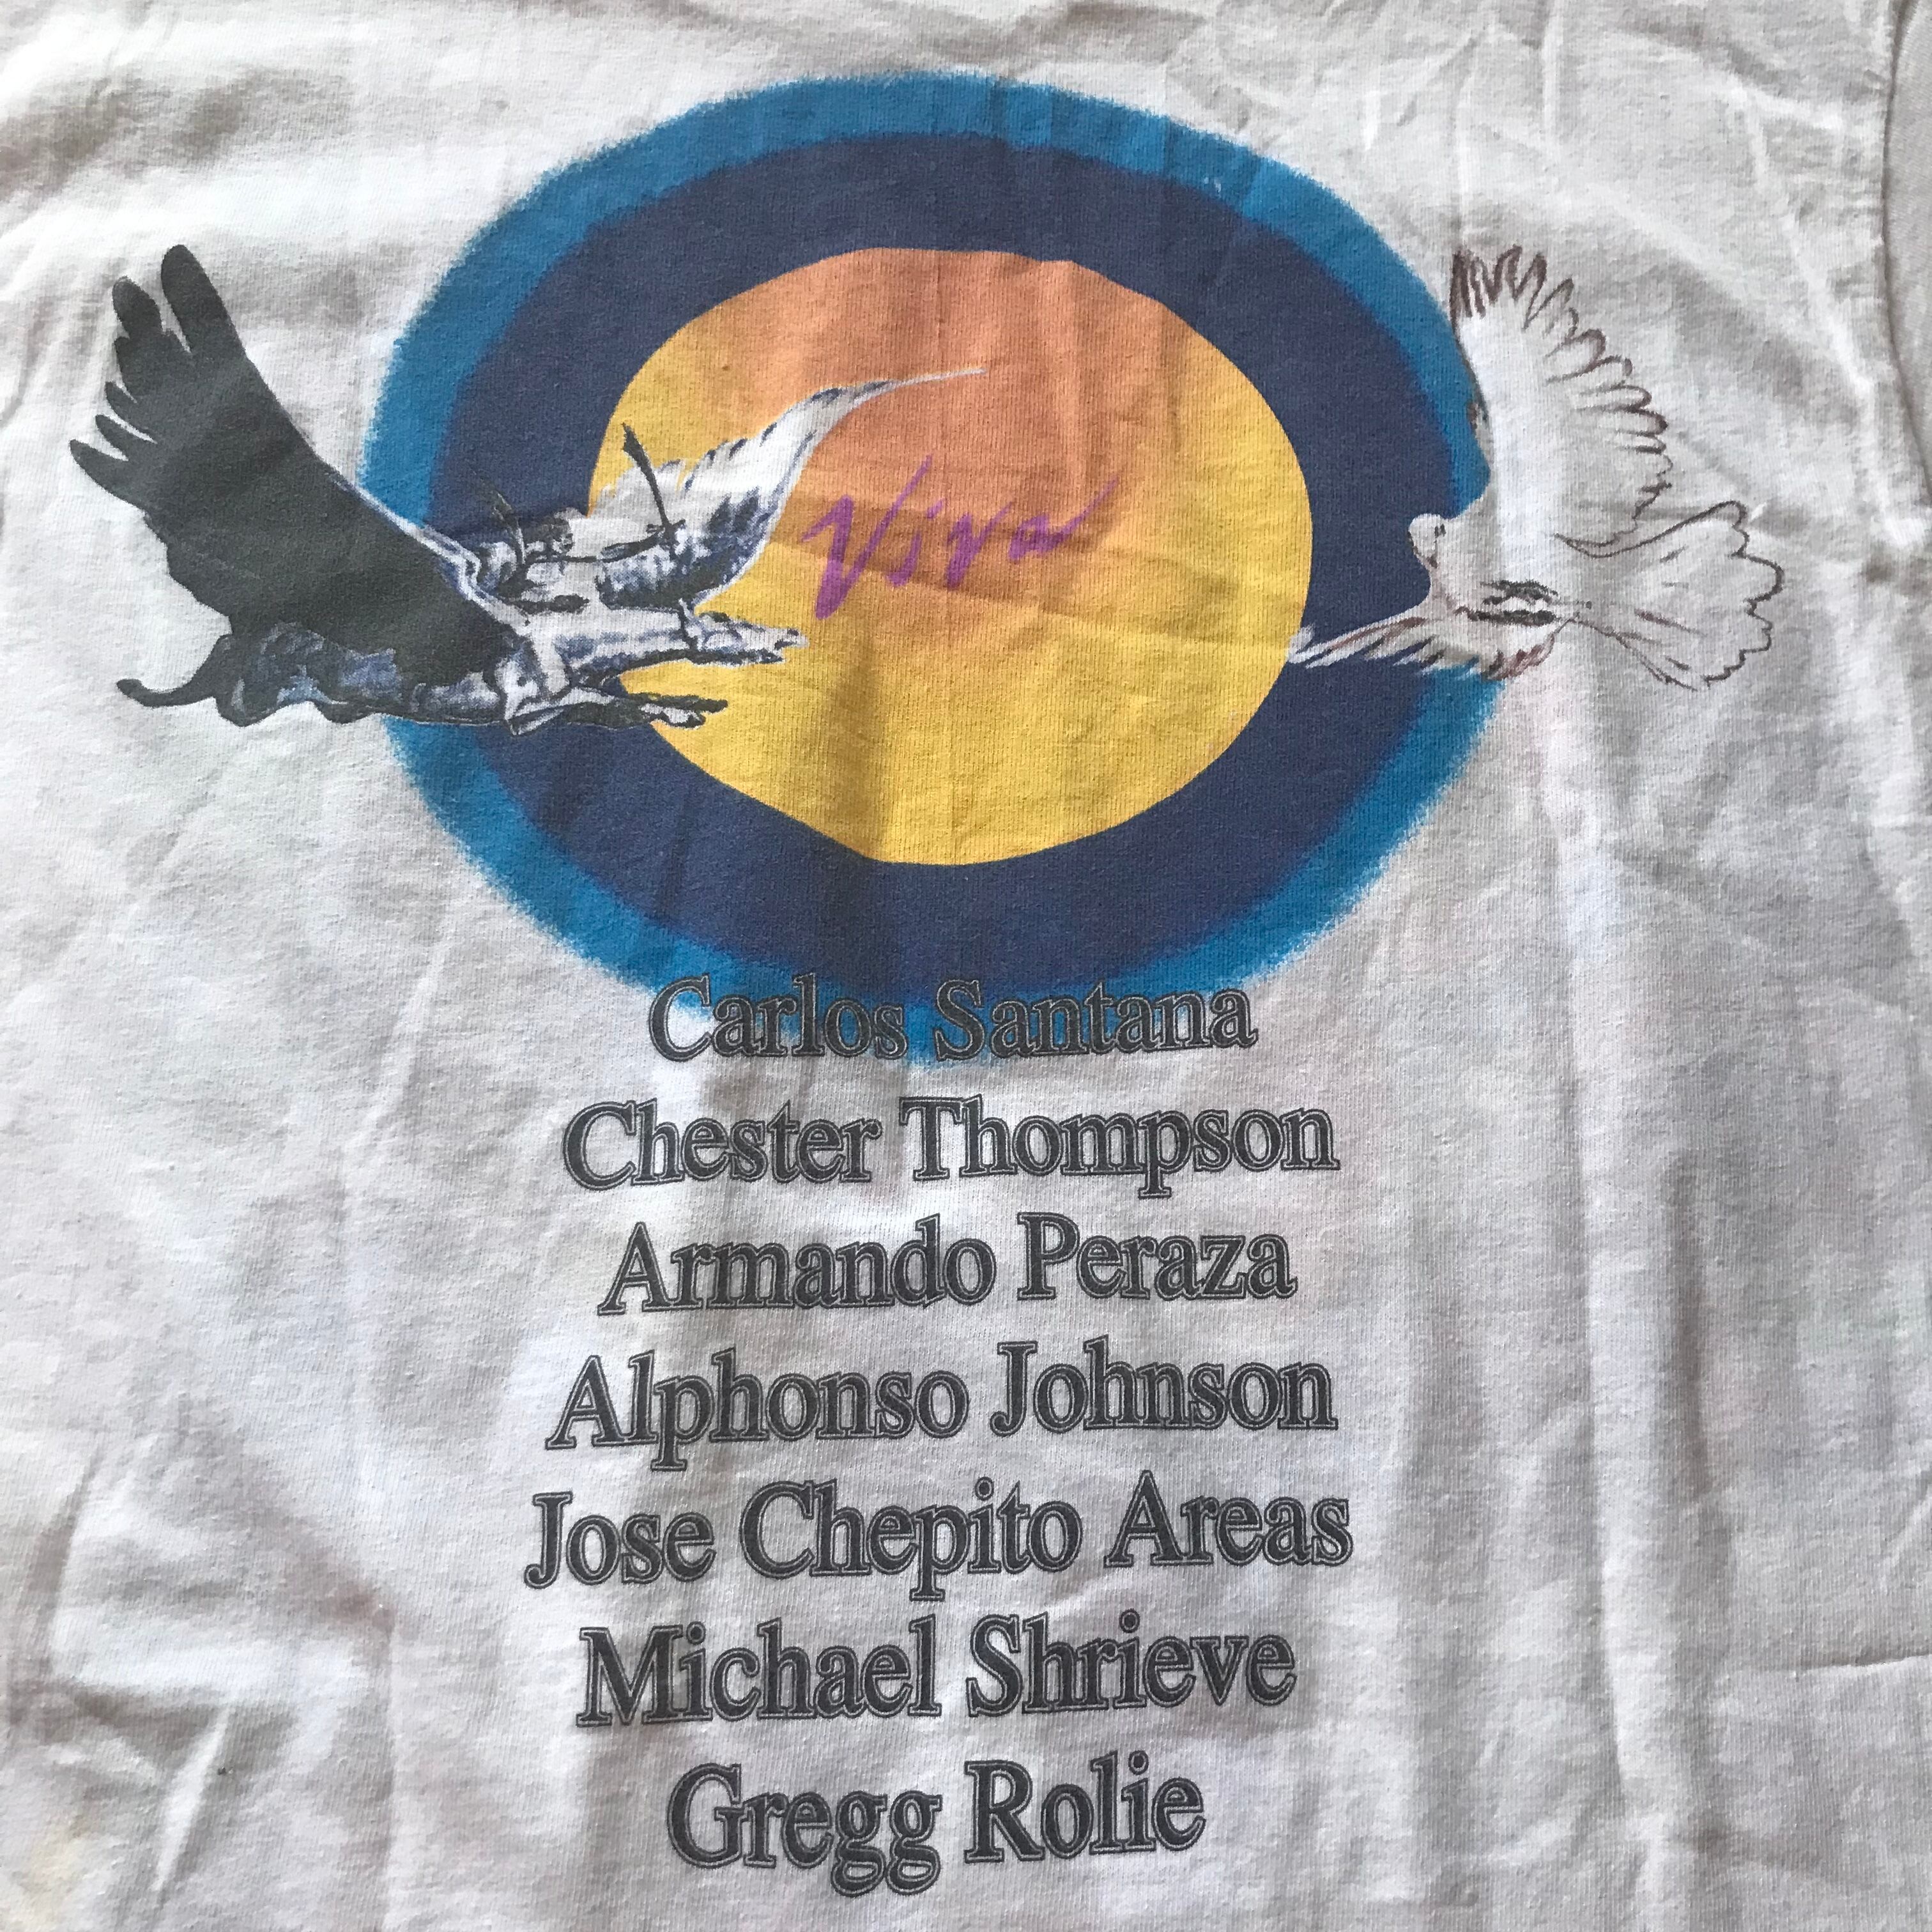 Viva
Carlos Santana
Chester Thompson
Armando Peraza
Alphonso Johnson
Jose Chepito Areas
Michael Shrieve
Gregg Rolie